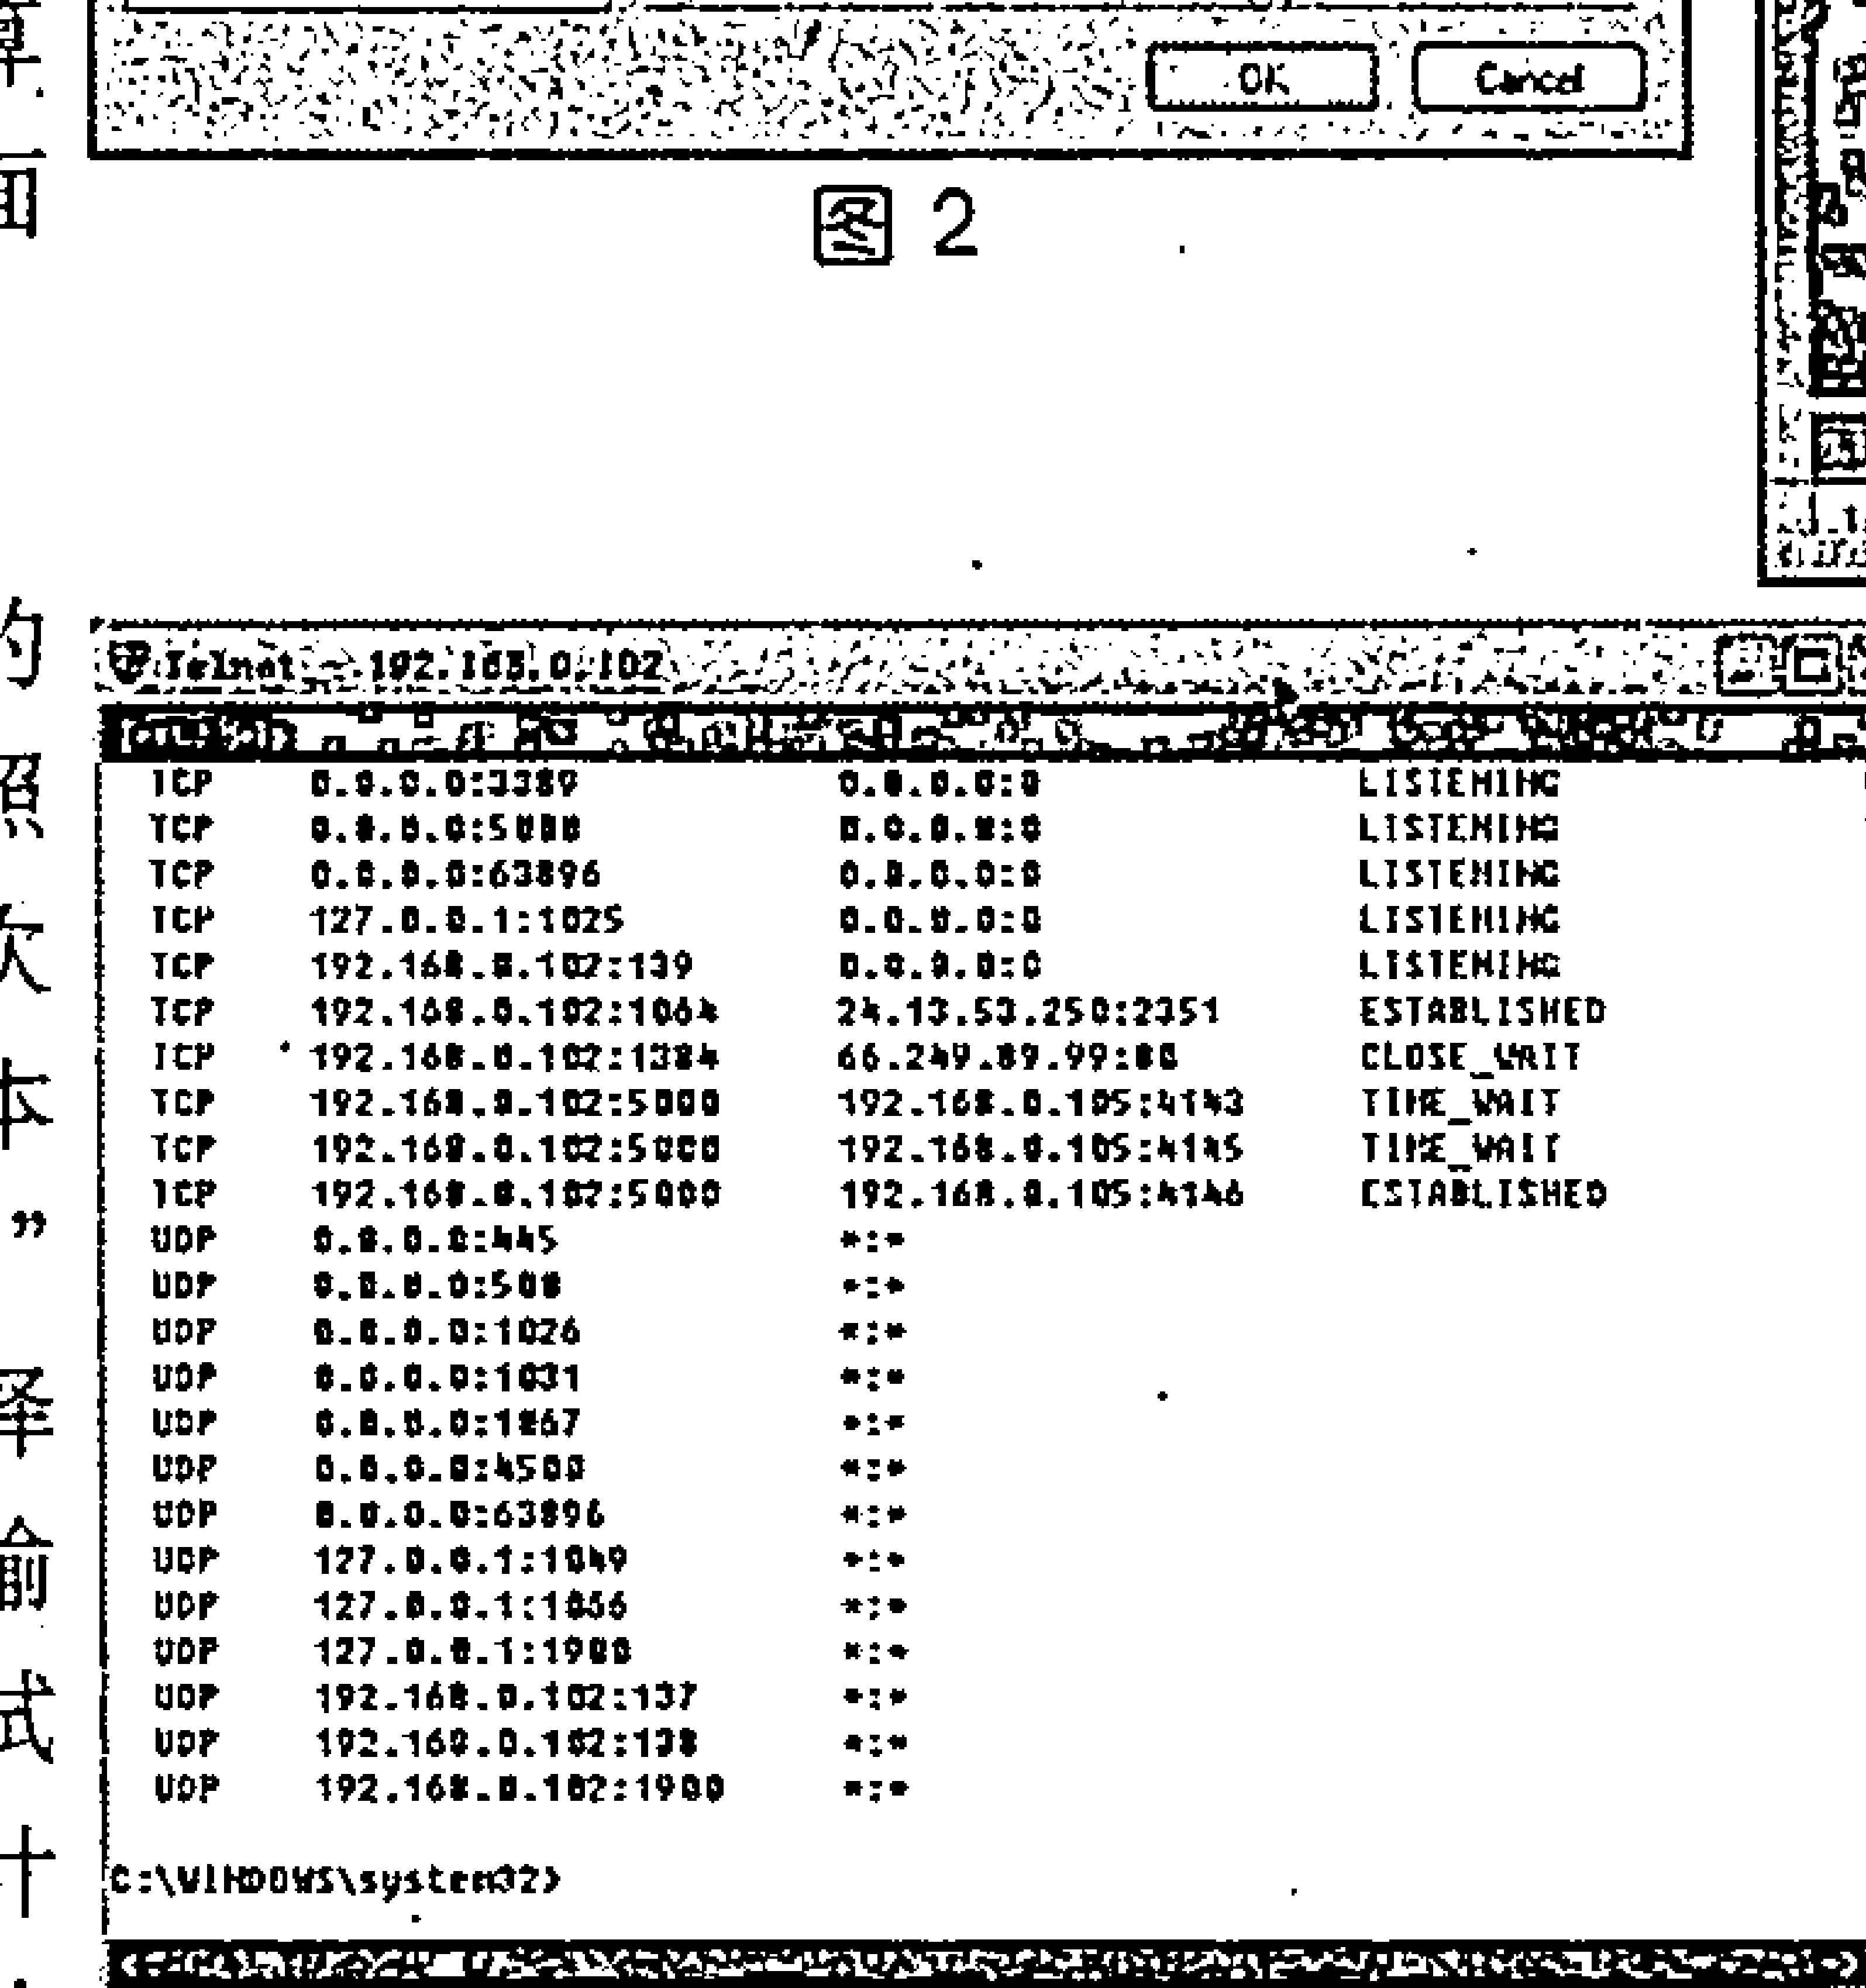 OK Cancel
图 2
Telnet - 192.168.0.102
TCP 0.0.0.0:3389 0.0.0.0:0 LISTENING
TCP 0.0.0.0:5000 0.0.0.0:0 LISTENING
TCP 0.0.0.0:63896 0.0.0.0:0 LISTENING
TCP 127.0.0.1:1025 0.0.0.0:0 LISTENING
TCP 192.168.0.102:139 0.0.0.0:0 LISTENING
TCP 192.168.0.102:1064 24.13.53.250:2351 ESTABLISHED
TCP 192.168.0.102:1384 66.249.89.99:80 CLOSE_WAIT
TCP 192.168.0.102:5000 192.168.0.105:4143 TIME_WAIT
TCP 192.168.0.102:5000 192.168.0.105:4145 TIME_WAIT
TCP 192.168.0.102:5000 192.168.0.105:4146 ESTABLISHED
UDP 0.0.0.0:445 *:*
UDP 0.0.0.0:500 *:*
UDP 0.0.0.0:1026 *:*
UDP 0.0.0.0:1031 *:*
UDP *:*
UDP 0.0.0.0:4500 *:*
UDP 0.0.0.0:63896 *:*
UDP 127.0.0.1:1049 *:*
UDP *:*
UDP 127.0.0.1:1900 *:*
UDP 192.168.0.102:137 *:*
UDP 192.168.0.102:138 *:*
UDP 192.168.0.102:1900 *:*
C:\WINDOWS\system32>
的
照
次
本
”
择
输
式
计